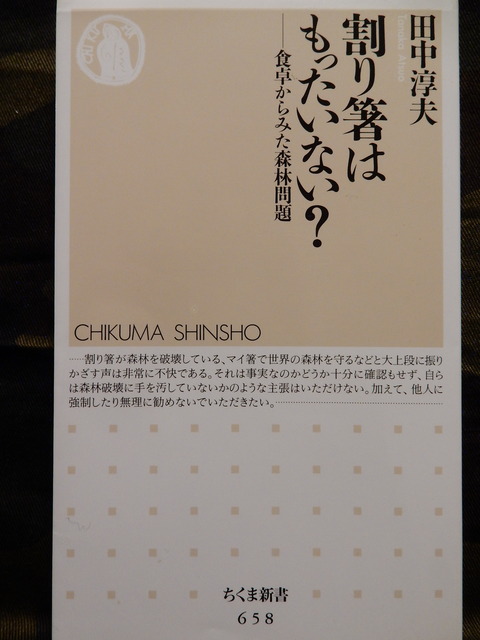 田中淳夫
Tanaka Atsuo
割り箸は
もったいない?
──食卓からみた森林問題
CHIKUMA SHINSHO
……割り箸が森林を破壊している、マイ箸で世界の森林を守るなどと大上段に振り
かざす声は非常に不快である。それは事実なのかどうか十分に確認もせず、自ら
は森林破壊に手を汚していないかのような主張はいただけない。加えて、他人に
強制したり無理に勧めないでいただきたい。……………………
ちくま新書
658